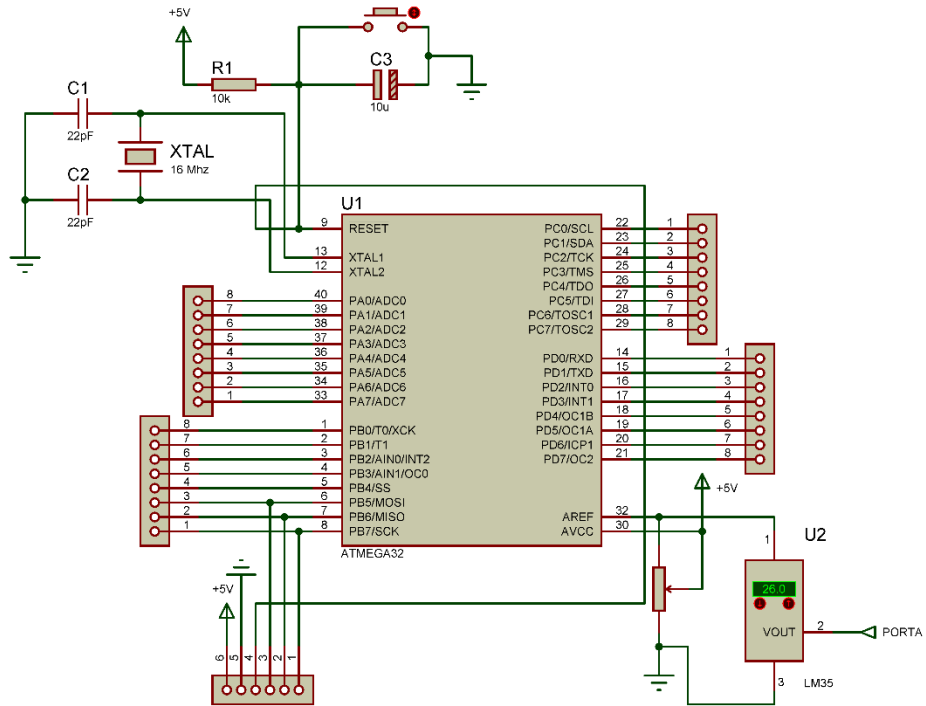 +5V
R1
10k
C3
10u
C1
22pF
XTAL
16 Mhz
C2
22pF
U1
9 RESET
13 XTAL1
12 XTAL2
8 40 PA0/ADC0
7 39 PA1/ADC1
6 38 PA2/ADC2
5 37 PA3/ADC3
4 36 PA4/ADC4
3 35 PA5/ADC5
2 34 PA6/ADC6
1 33 PA7/ADC7
8 1 PB0/T0/XCK
7 2 PB1/T1
6 3 PB2/AIN0/INT2
5 4 PB3/AIN1/OC0
4 5 PB4/SS
3 6 PB5/MOSI
2 7 PB6/MISO
1 8 PB7/SCK
ATMEGA32
PC0/SCL 22 1
PC1/SDA 23 2
PC2/TCK 24 3
PC3/TMS 25 4
PC4/TDO 26 5
PC5/TDI 27 6
PC6/TOSC1 28 7
PC7/TOSC2 29 8
PD0/RXD 14 1
PD1/TXD 15 2
PD2/INT0 16 3
PD3/INT1 17 4
PD4/OC1B 18 5
PD5/OC1A 19 6
PD6/ICP1 20 7
PD7/OC2 21 8
AREF 32
AVCC 30
+5V
U2
1
26.0
VOUT 2 PORTA
3
LM35
+5V
6 5 4 3 2 1